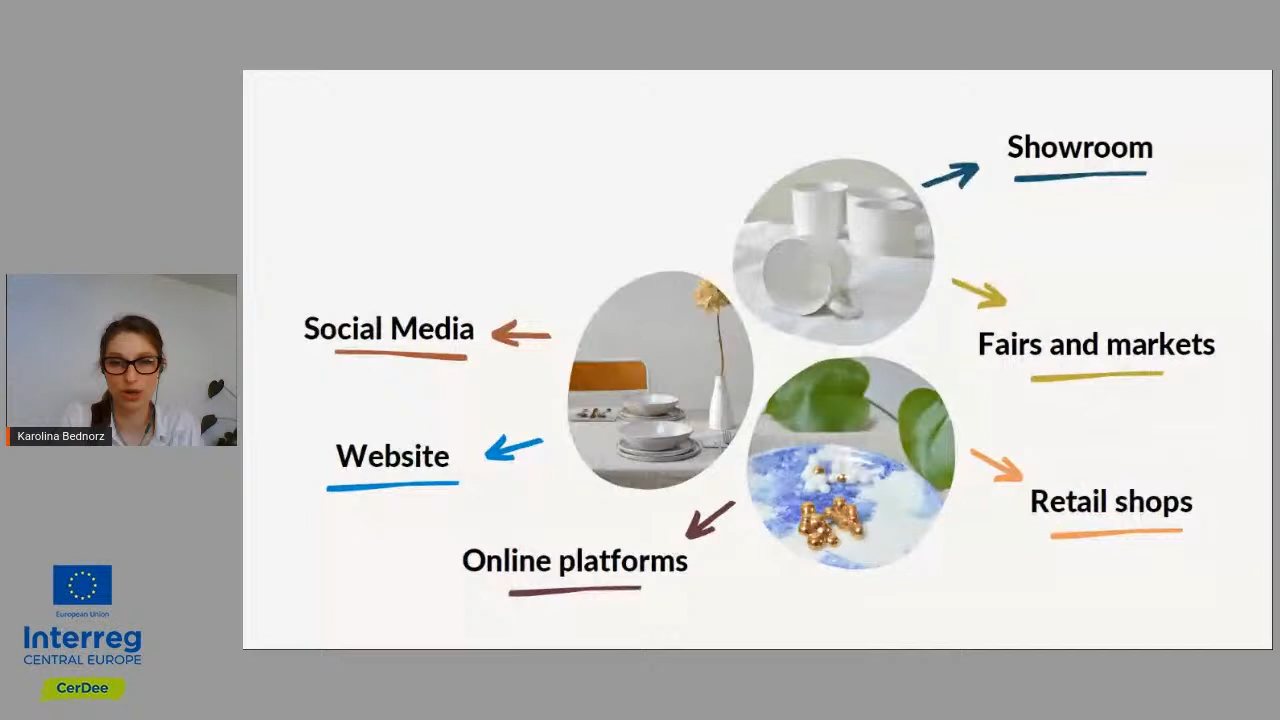 Showroom
Social Media
Fairs and markets
Website
Retail shops
Online platforms
Karolina Bednorz
European Union
Interreg
CENTRAL EUROPE
CerDee